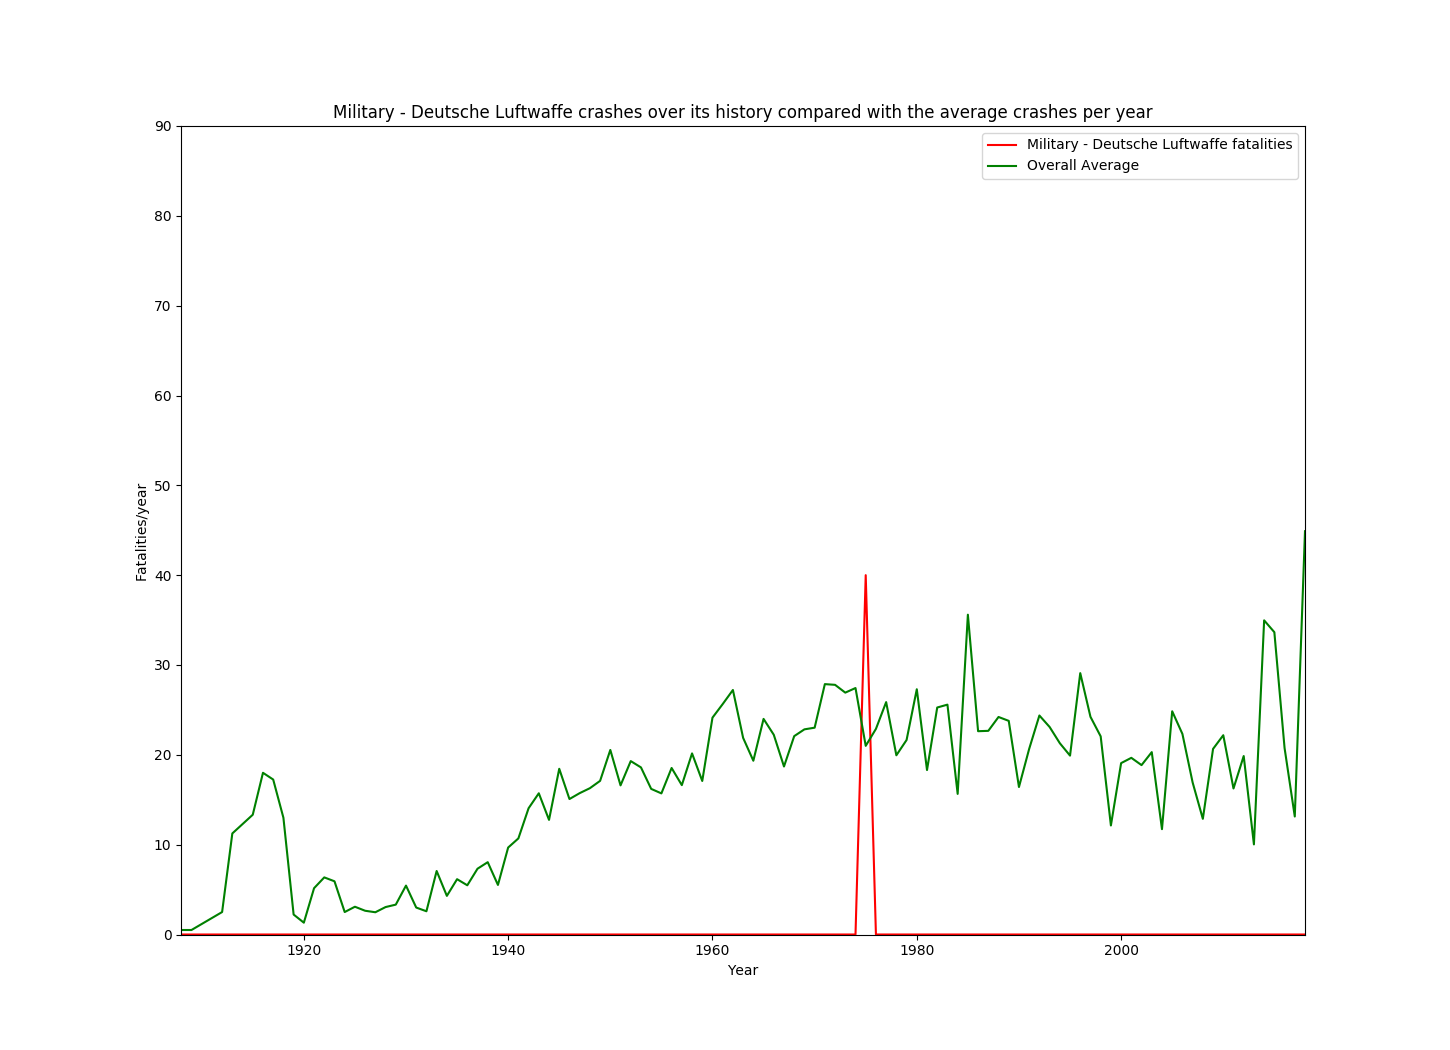 Military - Deutsche Luftwaffe crashes over its history compared with the average crashes per year
90
80
70
60
50
40
30
20
10
0
Fatalities/year
Military - Deutsche Luftwaffe fatalities
Overall Average
1920 1940 1960 1980 2000
Year